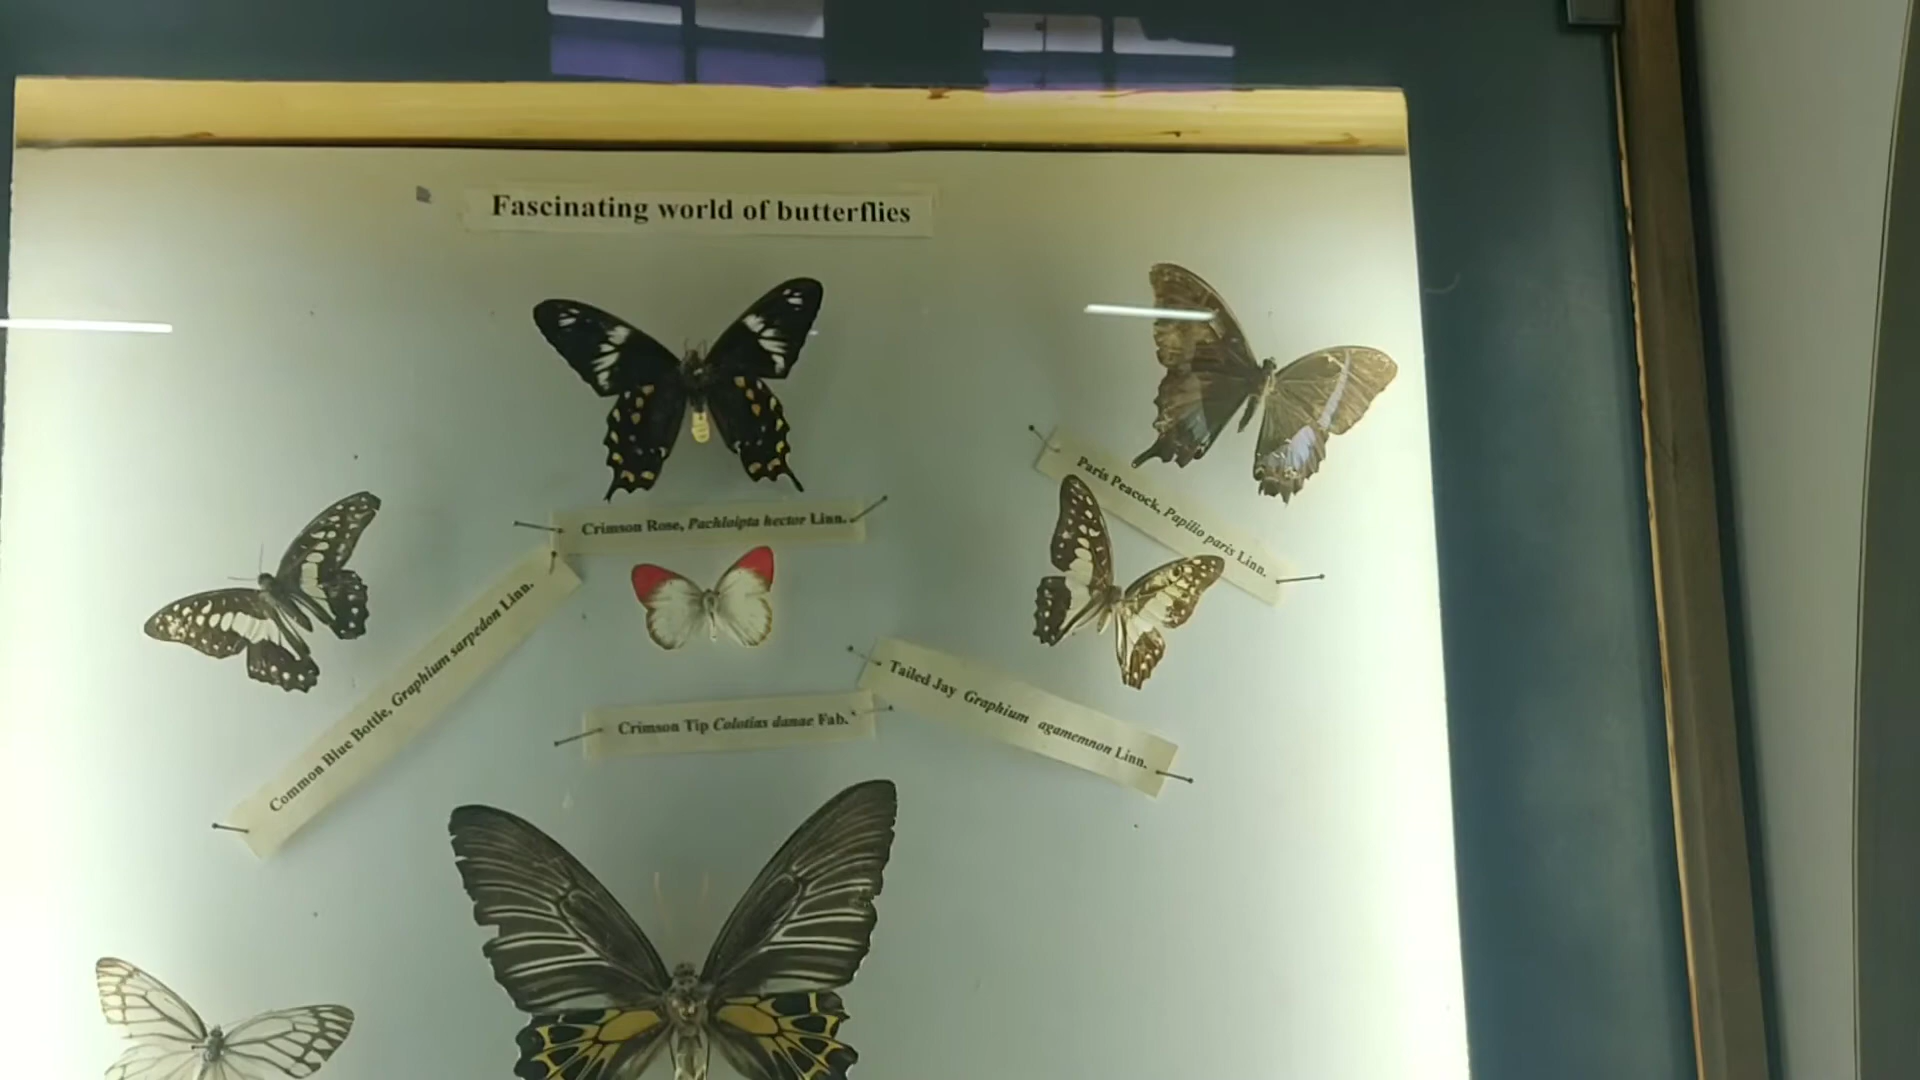 Fascinating world of butterflies
Crimson Rose, Pachloipta hector Linn.
Paris Peacock, Papilio paris Linn.
Common Blue Bottle, Graphium sarpedon Linn.
Crimson Tip Colotias danae Fab.
Tailed Jay Graphium agamemnon Linn.